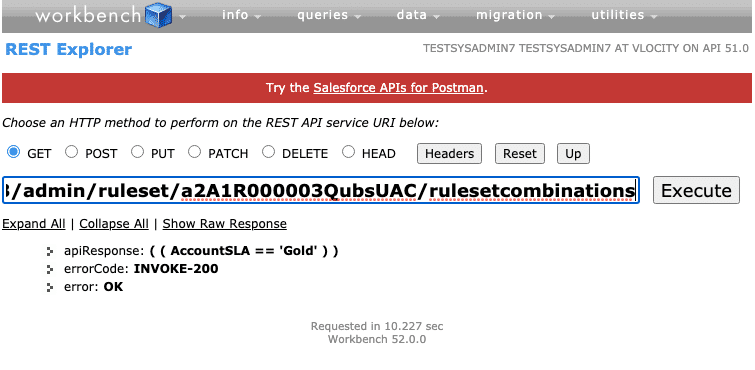 workbench info queries data migration utilities
REST Explorer TESTSYSADMIN7 TESTSYSADMIN7 AT VLOCITY ON API 51.0
Try the Salesforce APIs for Postman.
Choose an HTTP method to perform on the REST API service URI below:
GET POST PUT PATCH DELETE HEAD Headers Reset Up
/admin/ruleset/a2A1R000003QubsUAC/rulesetcombinations Execute
Expand All | Collapse All | Show Raw Response
apiResponse: ( ( AccountSLA == 'Gold' ) )
errorCode: INVOKE-200
error: OK
Requested in 10.227 sec
Workbench 52.0.0